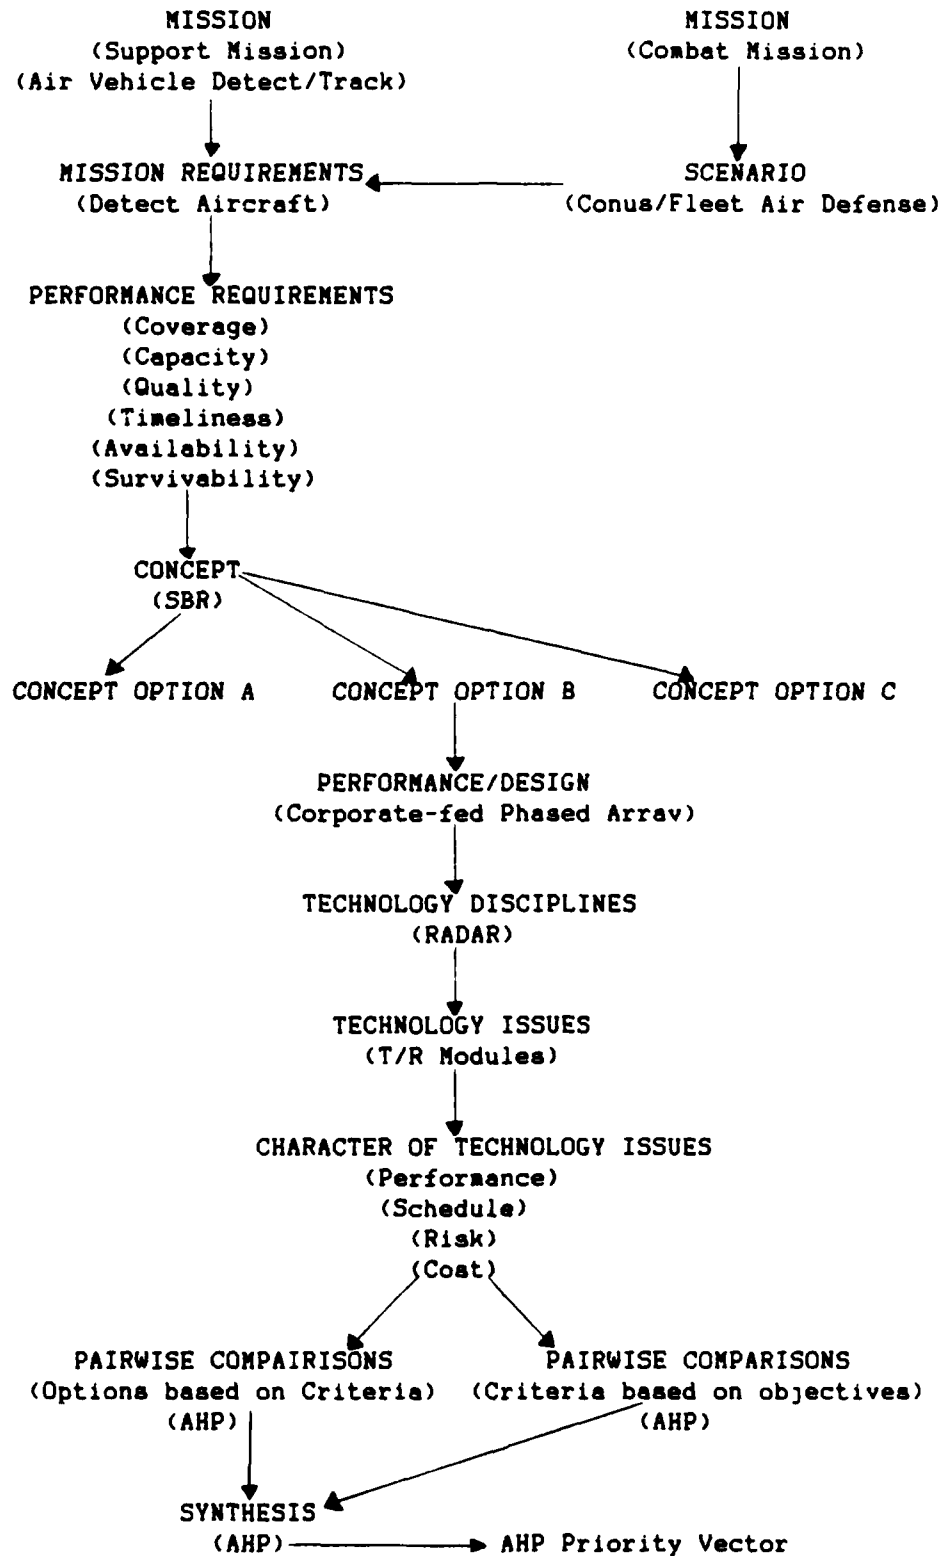 MISSION
(Support Mission)
(Air Vehicle Detect/Track)
MISSION
(Combat Mission)
MISSION REQUIREMENTS
(Detect Aircraft)
SCENARIO
(Conus/Fleet Air Defense)
PERFORMANCE REQUIREMENTS
(Coverage)
(Capacity)
(Quality)
(Timeliness)
(Availability)
(Survivability)
CONCEPT
(SBR)
CONCEPT OPTION A
CONCEPT OPTION B
CONCEPT OPTION C
PERFORMANCE/DESIGN
(Corporate-fed Phased Array)
TECHNOLOGY DISCIPLINES
(RADAR)
TECHNOLOGY ISSUES
(T/R Modules)
CHARACTER OF TECHNOLOGY ISSUES
(Performance)
(Schedule)
(Risk)
(Cost)
PAIRWISE COMPAIRISONS
(Options based on Criteria)
(AHP)
PAIRWISE COMPARISONS
(Criteria based on objectives)
(AHP)
SYNTHESIS
(AHP)
AHP Priority Vector